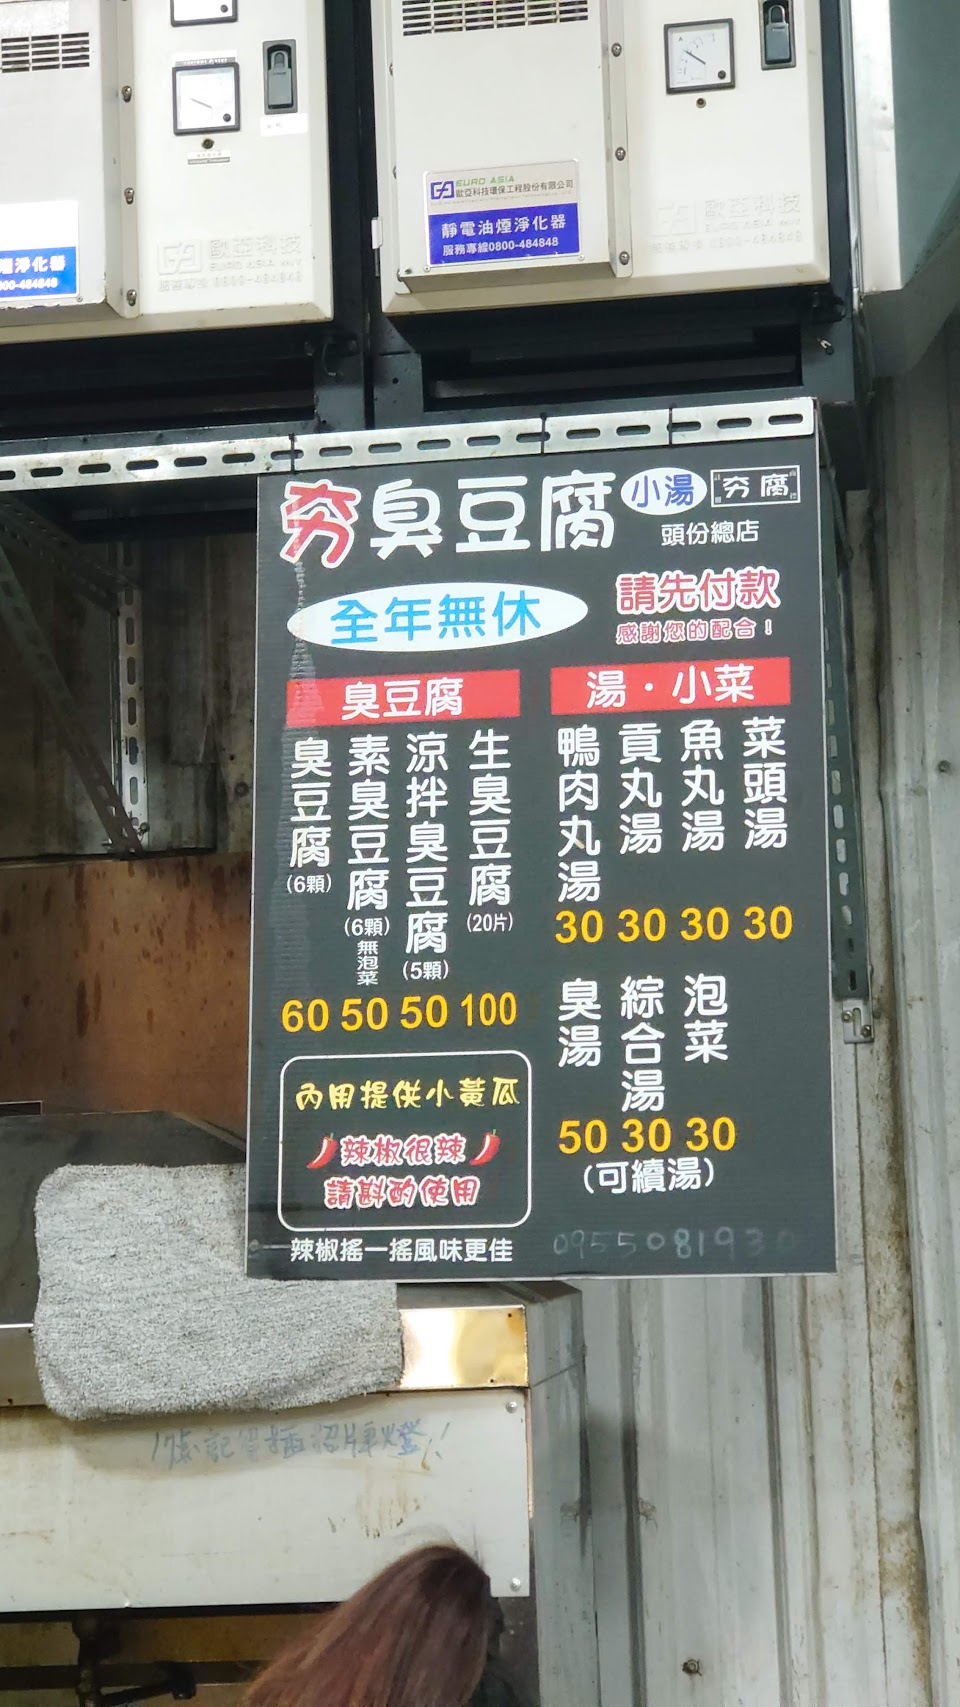 EURO ASIA
歐亞科技環保工程股份有限公司
靜電油煙淨化器
服務專線0800-484848
歐亞科技
歐亞科技
淨化器
00-484848
夯臭豆腐 小湯 夯腐
頭份總店
全年無休
請先付款
感謝您的配合！
臭豆腐
臭豆腐(6顆) 60
素臭豆腐(6顆)無泡菜 50
涼拌臭豆腐(5顆) 50
生臭豆腐(20片) 100
內用提供小黃瓜
辣椒很辣
請斟酌使用
辣椒搖一搖風味更佳
湯・小菜
鴨肉丸湯 30
貢丸湯 30
魚丸湯 30
菜頭湯 30
臭湯 50
綜合湯 30
泡菜 30
(可續湯)
095508193